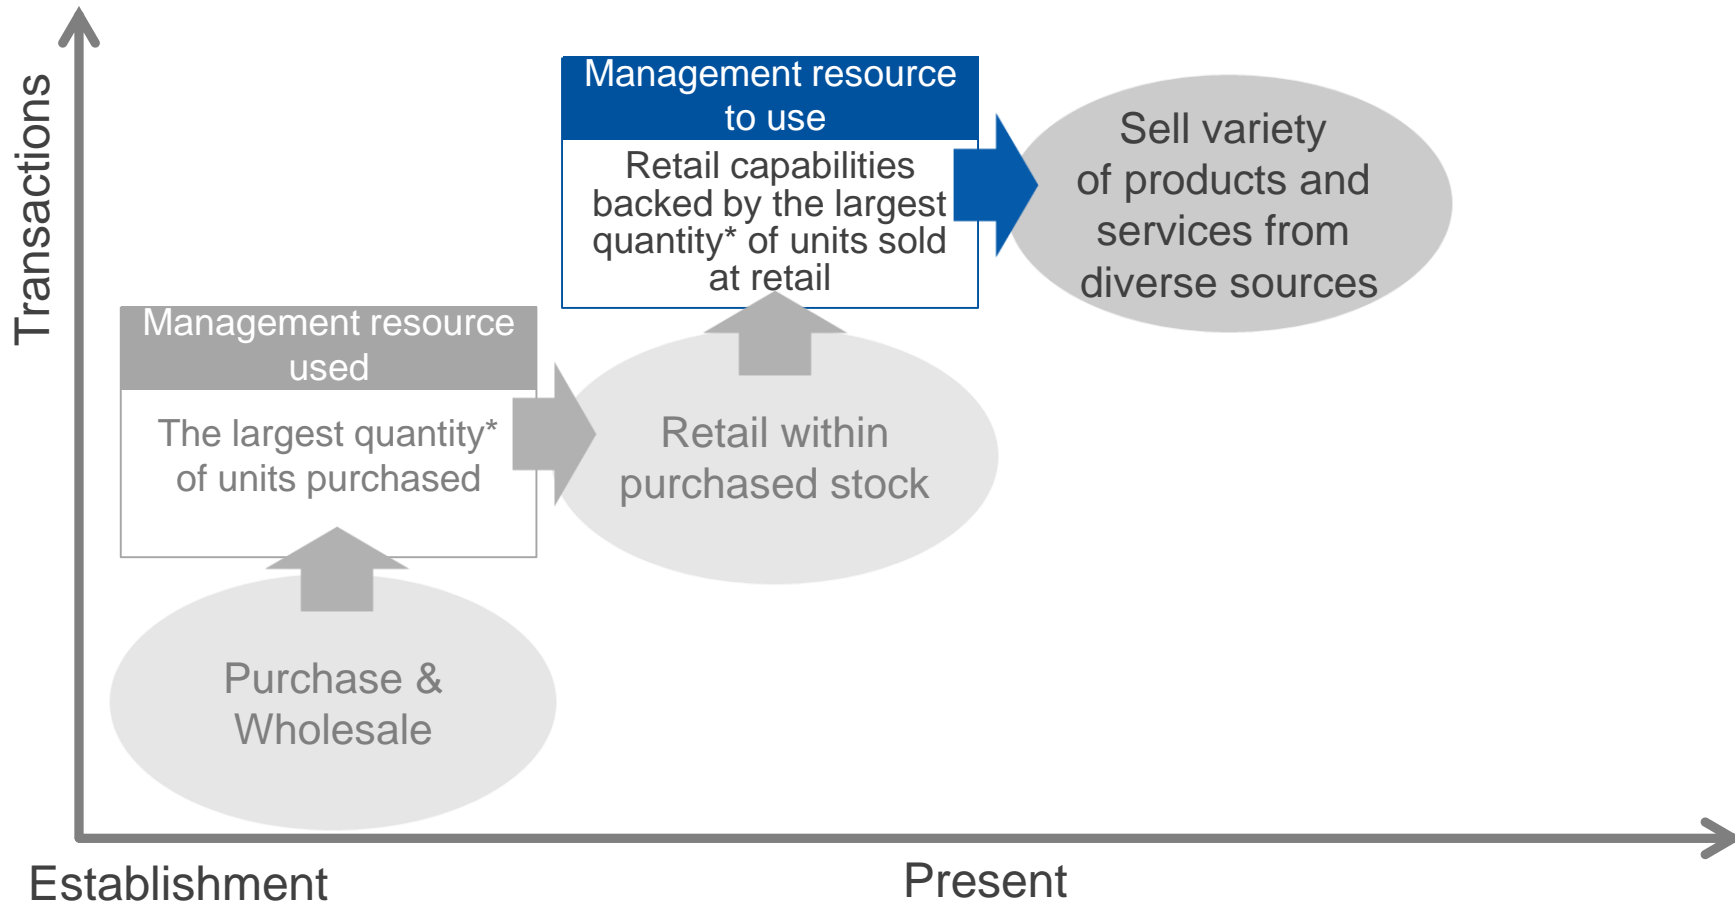 Transactions
Management resource
to use
Retail capabilities
backed by the largest
quantity* of units sold
at retail
Sell variety
of products and
services from
diverse sources
Management resource
used
The largest quantity*
of units purchased
Retail within
purchased stock
Purchase &
Wholesale
Establishment
Present